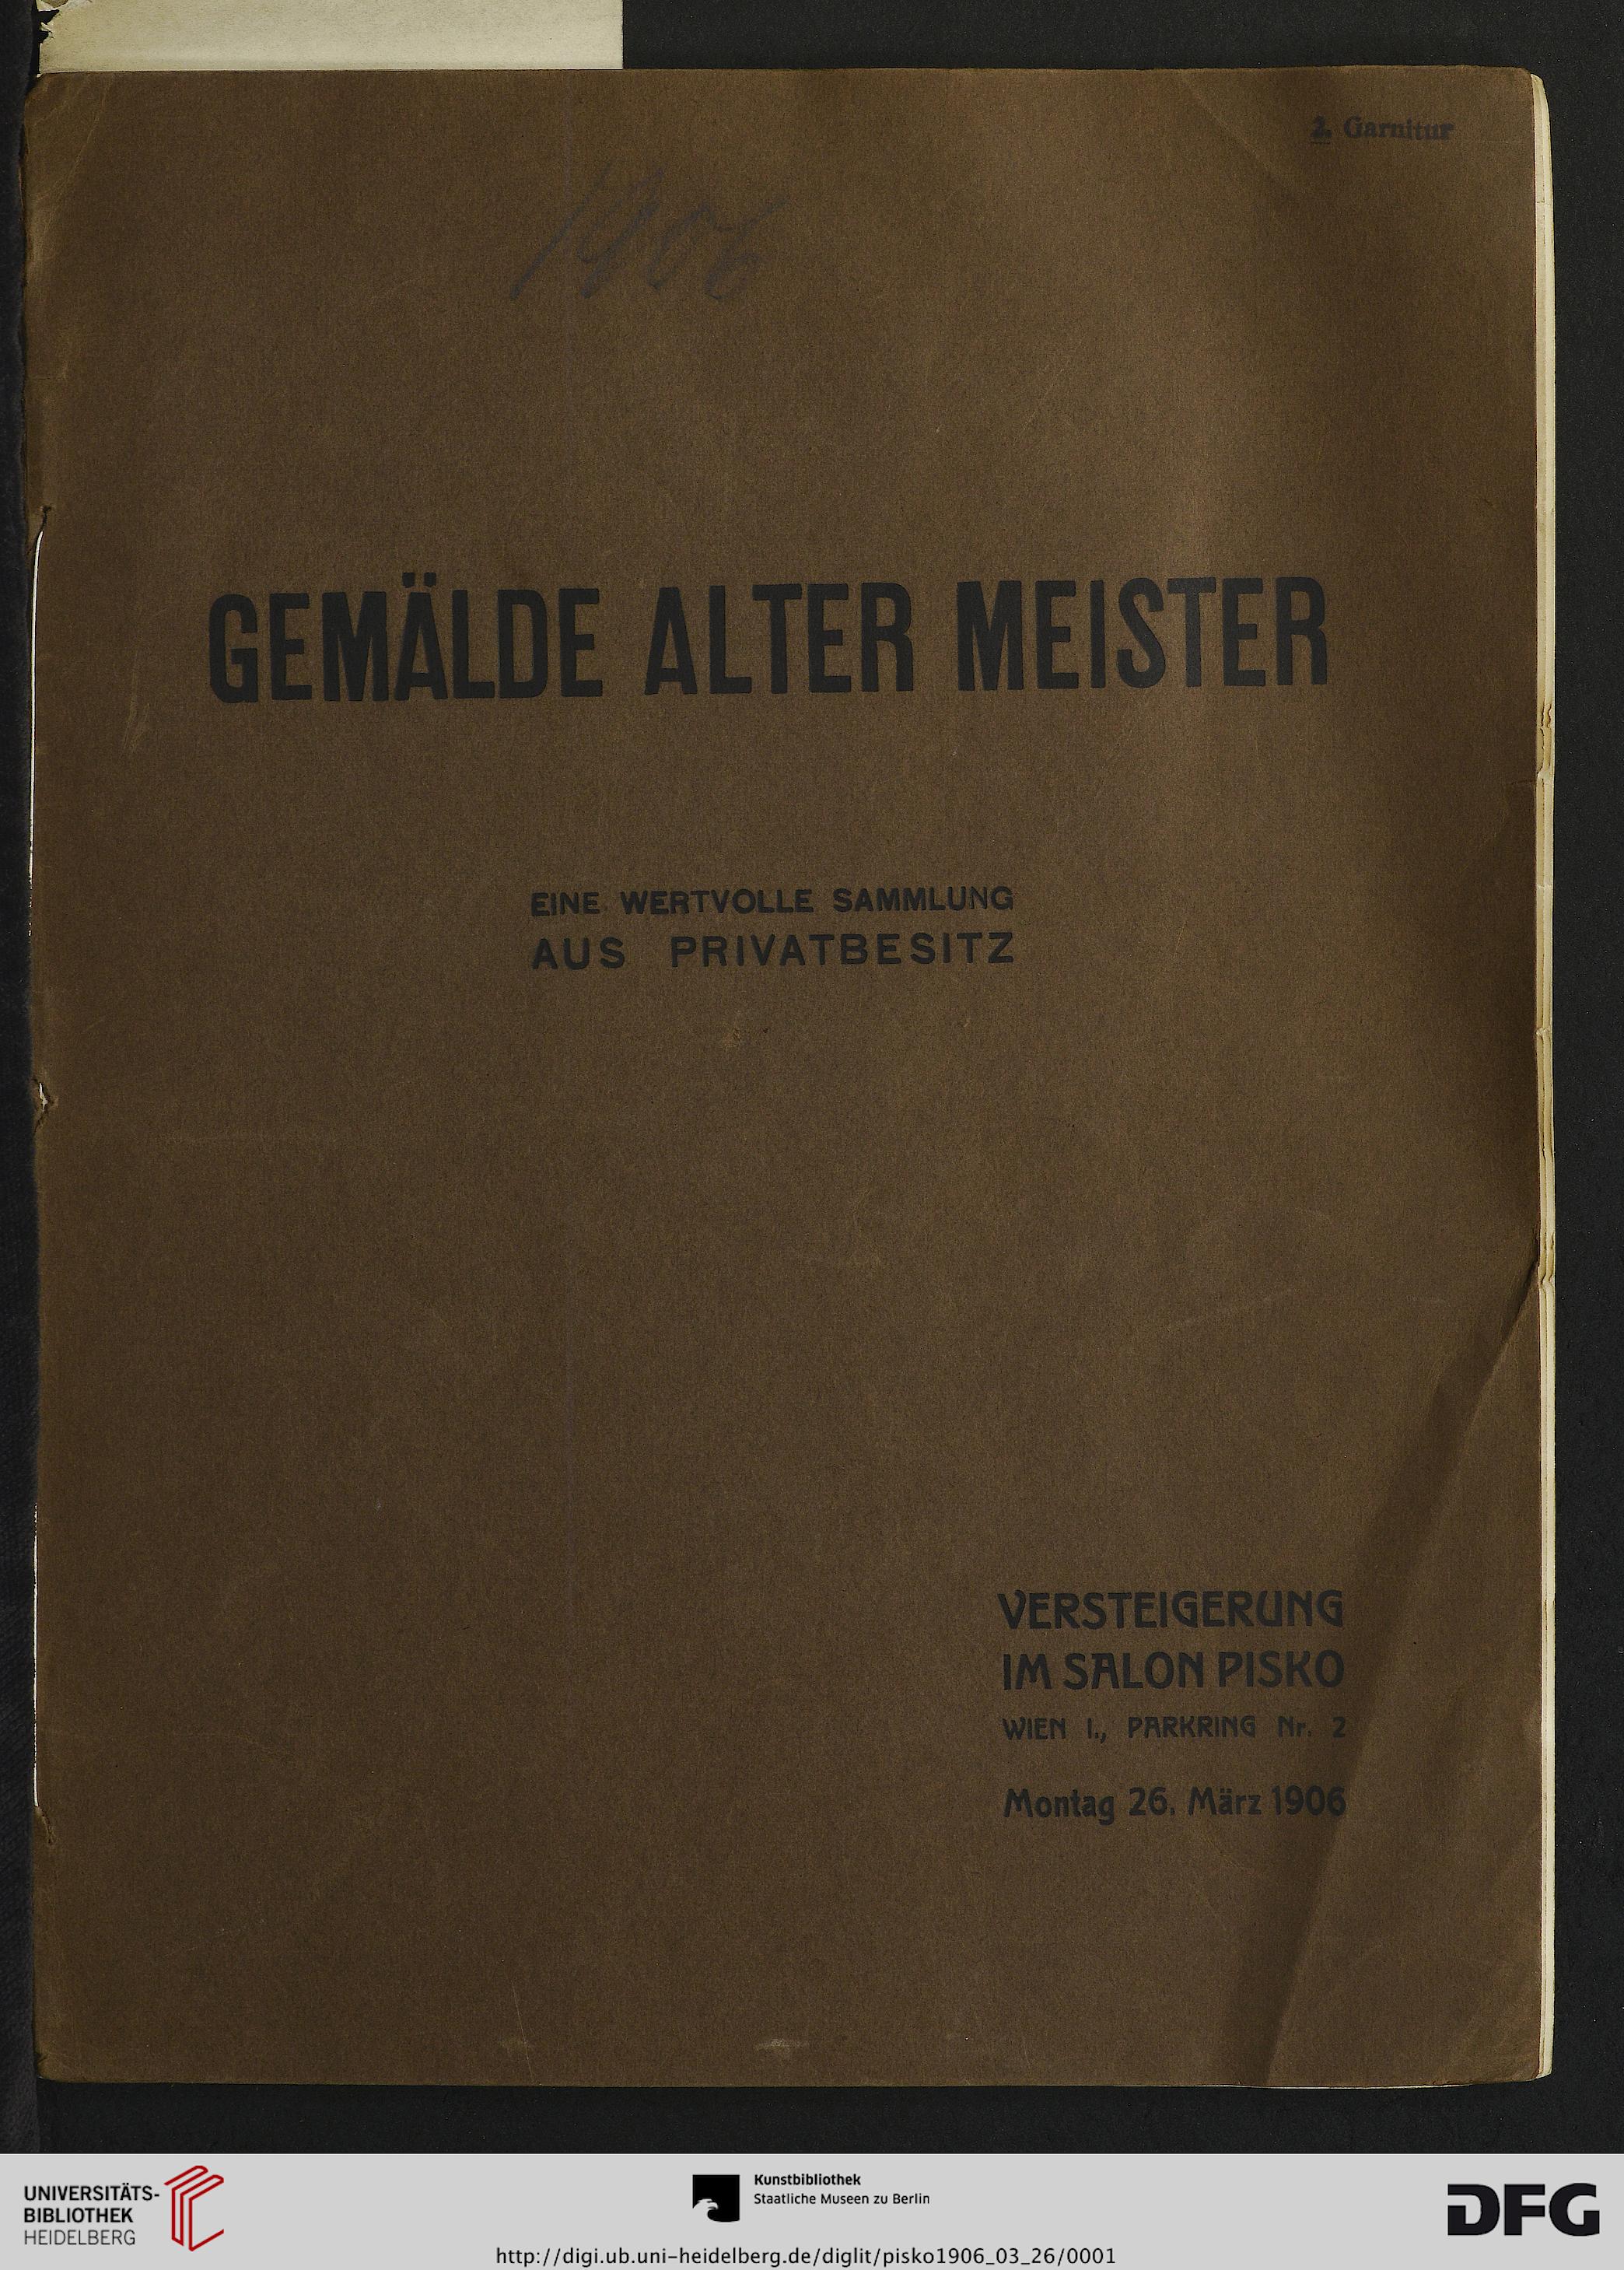 2. Garnitur
1906
GEMÄLDE ALTER MEISTER
EINE WERTVOLLE SAMMLUNG
AUS PRIVATBESITZ
VERSTEIGERUNG
IM SALON PISKO
WIEN I., PARKRING Nr. 2
Montag 26. März 1906
UNIVERSITÄTS-
BIBLIOTHEK
HEIDELBERG
Kunstbibliothek
Staatliche Museen zu Berlin
DFG
http://digi.ub.uni-heidelberg.de/diglit/pisko1906_03_26/0001